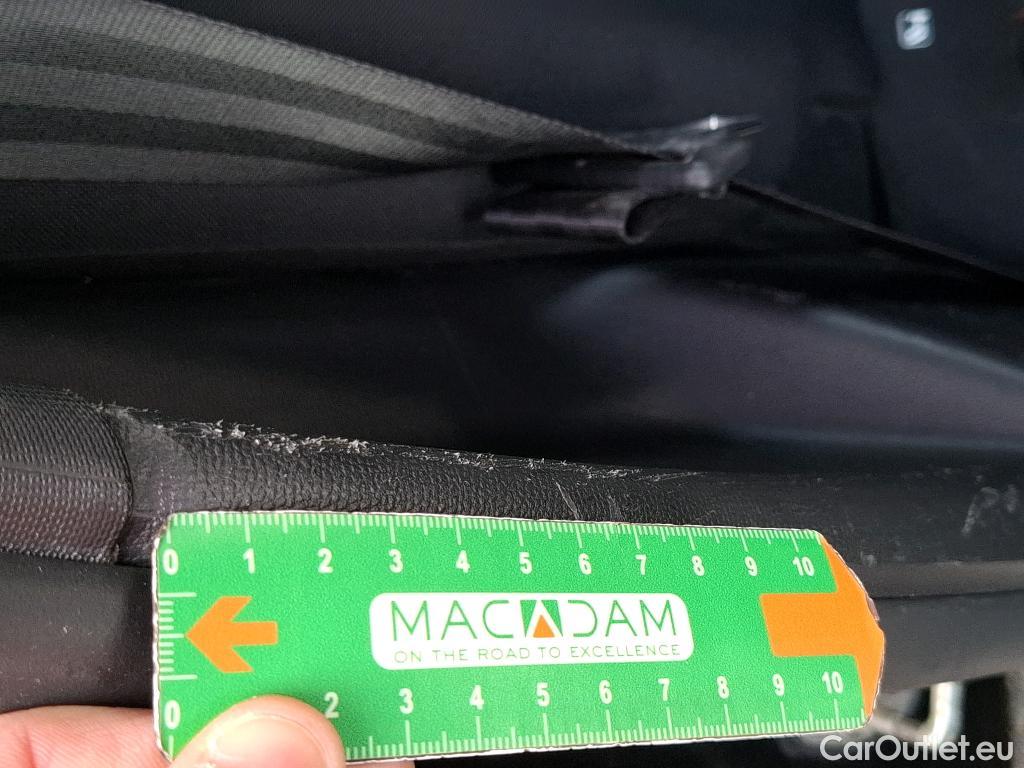 0 1 2 3 4 5 6 7 8 9 10
MACADAM
ON THE ROAD TO EXCELLENCE
0 2 3 4 5 6 7 8 9 10
CarOutlet.eu